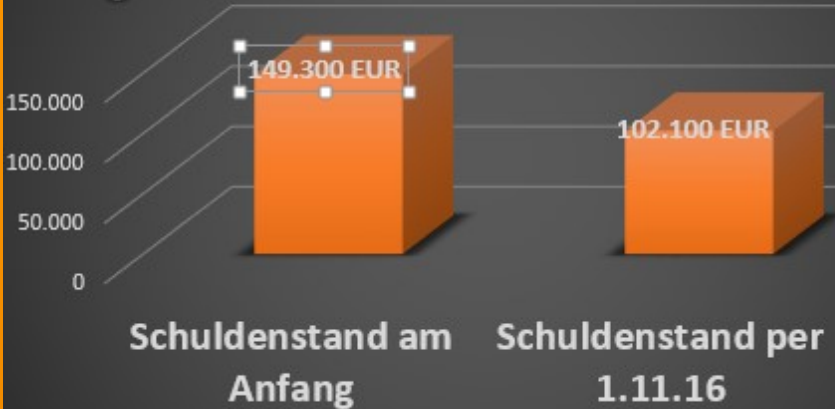 149.300 EUR
150.000
102.100 EUR
100.000
50.000
0
Schuldenstand am
Anfang
Schuldenstand per
1.11.16